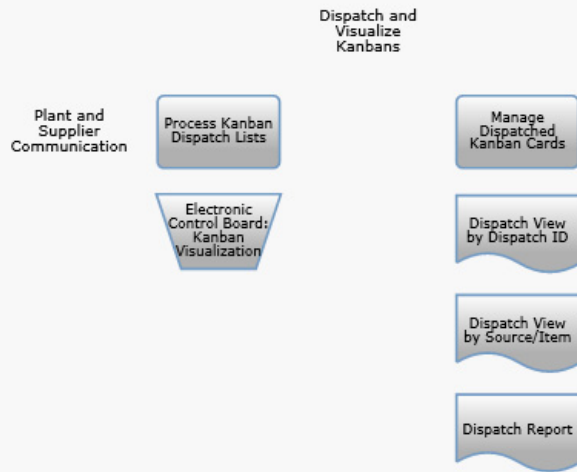 Dispatch and
Visualize
Kanbans
Plant and
Supplier
Communication
Process Kanban
Dispatch Lists
Manage
Dispatched
Kanban Cards
Electronic
Control Board:
Kanban
Visualization
Dispatch View
by Dispatch ID
Dispatch View
by Source/Item
Dispatch Report